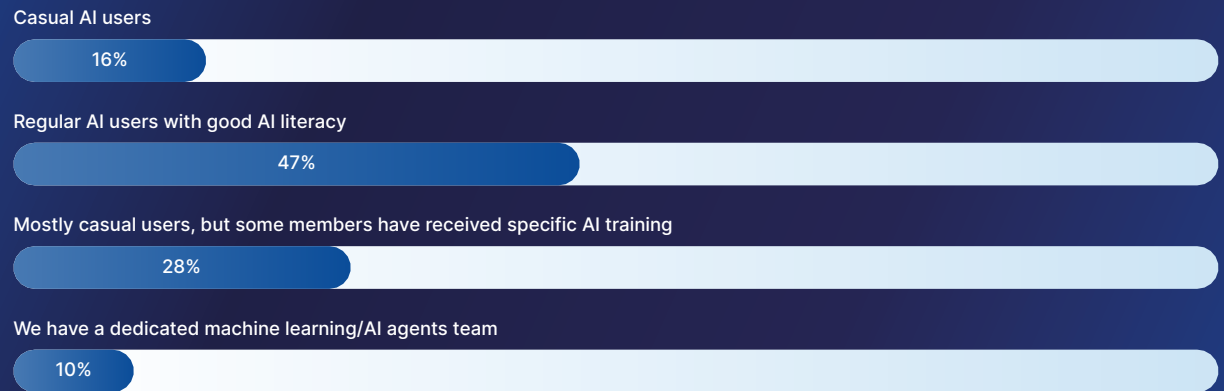 Casual AI users
16%
Regular AI users with good AI literacy
47%
Mostly casual users, but some members have received specific AI training
28%
We have a dedicated machine learning/AI agents team
10%